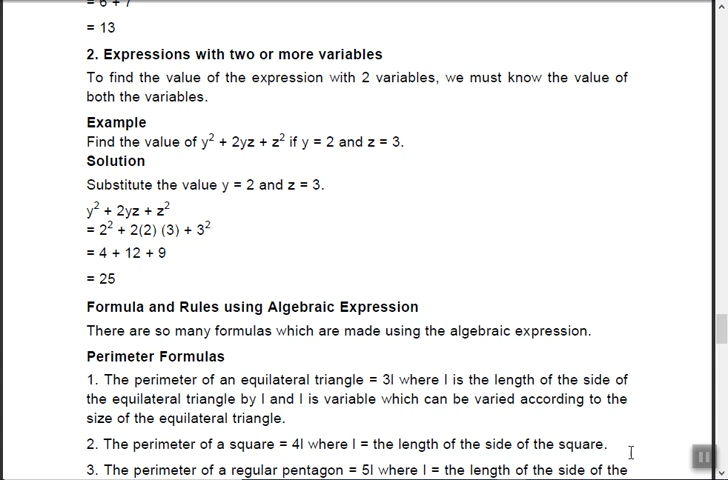 = 6 + 7
= 13
2. Expressions with two or more variables
To find the value of the expression with 2 variables, we must know the value of
both the variables.
Example
Find the value of y² + 2yz + z² if y = 2 and z = 3.
Solution
Substitute the value y = 2 and z = 3.
y² + 2yz + z²
= 2² + 2(2) (3) + 3²
= 4 + 12 + 9
= 25
Formula and Rules using Algebraic Expression
There are so many formulas which are made using the algebraic expression.
Perimeter Formulas
1. The perimeter of an equilateral triangle = 3l where l is the length of the side of
the equilateral triangle by l and l is variable which can be varied according to the
size of the equilateral triangle.
2. The perimeter of a square = 4l where l = the length of the side of the square.
3. The perimeter of a regular pentagon = 5l where l = the length of the side of the